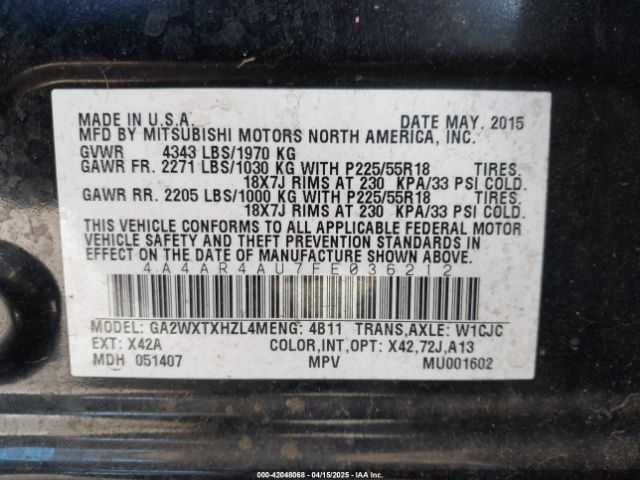 MADE IN U.S.A. DATE MAY. 2015
MFD BY MITSUBISHI MOTORS NORTH AMERICA, INC.
GVWR 4343 LBS/1970 KG
GAWR FR. 2271 LBS/1030 KG WITH P225/55R18 TIRES.
18X7J RIMS AT 230 KPA/33 PSI COLD.
GAWR RR. 2205 LBS/1000 KG WITH P225/55R18 TIRES.
18X7J RIMS AT 230 KPA/33 PSI COLD.
THIS VEHICLE CONFORMS TO ALL APPLICABLE FEDERAL MOTOR
VEHICLE SAFETY AND THEFT PREVENTION STANDARDS IN
EFFECT ON THE DATE OF MANUFACTURE SHOWN ABOVE.
4A4AR4AU7FE036212
MODEL: GA2WXTXHZL4MENG: 4B11 TRANS,AXLE: W1CJC
EXT: X42A COLOR,INT,OPT: X42,72J,A13
MDH 051407 MPV MU001602
000-42048068 - 04/15/2025 - IAA Inc.